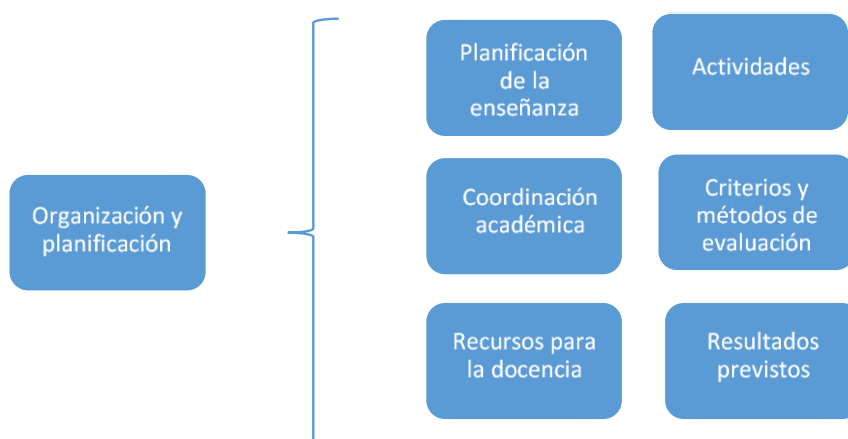 Organización y
planificación
Planificación
de la
enseñanza
Actividades
Coordinación
académica
Criterios y
métodos de
evaluación
Recursos para
la docencia
Resultados
previstos